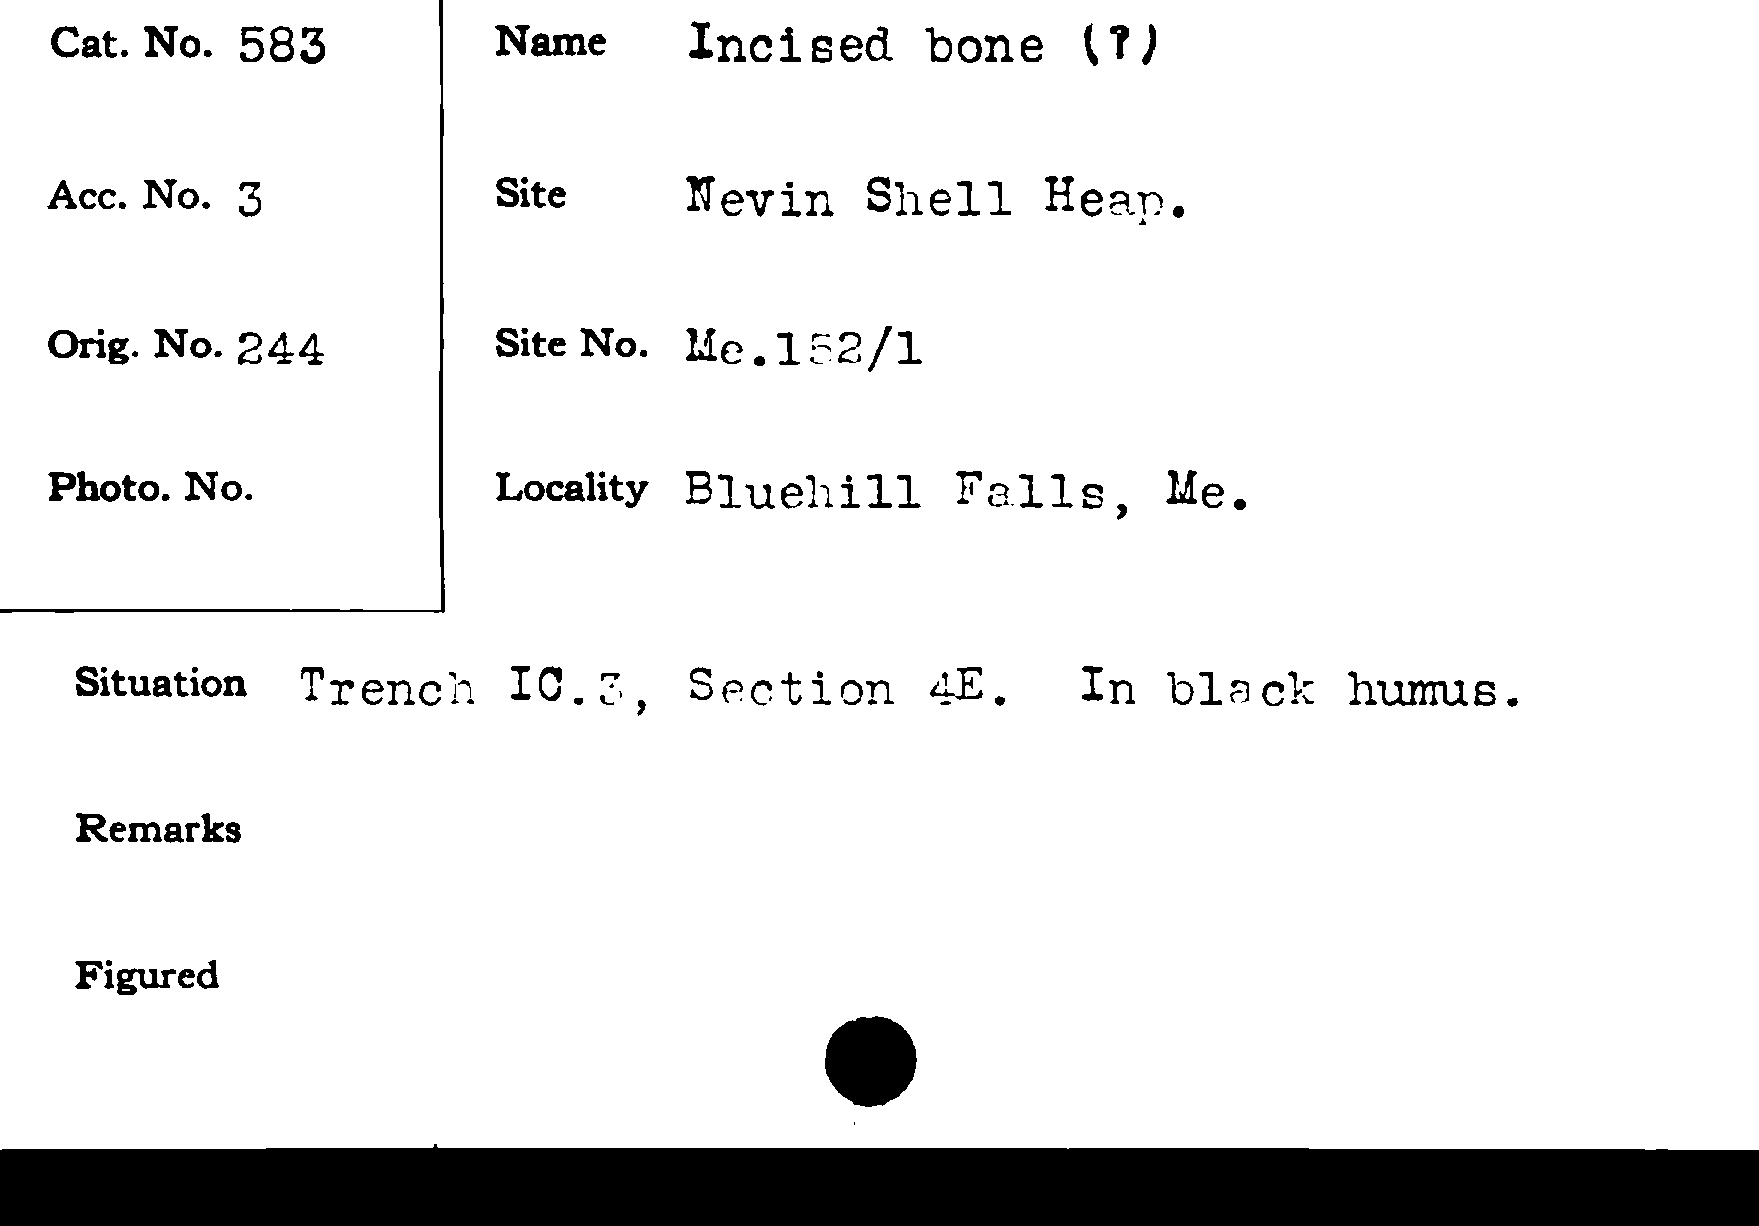 Cat. No. 583
Name Incised bone (?)
Acc. No. 3
Site Nevin Shell Heap.
Orig. No. 244
Site No. Me.152/1
Photo. No.
Locality Bluehill Falls, Me.
Situation Trench IC.3, Section 4E. In black humus.
Remarks
Figured